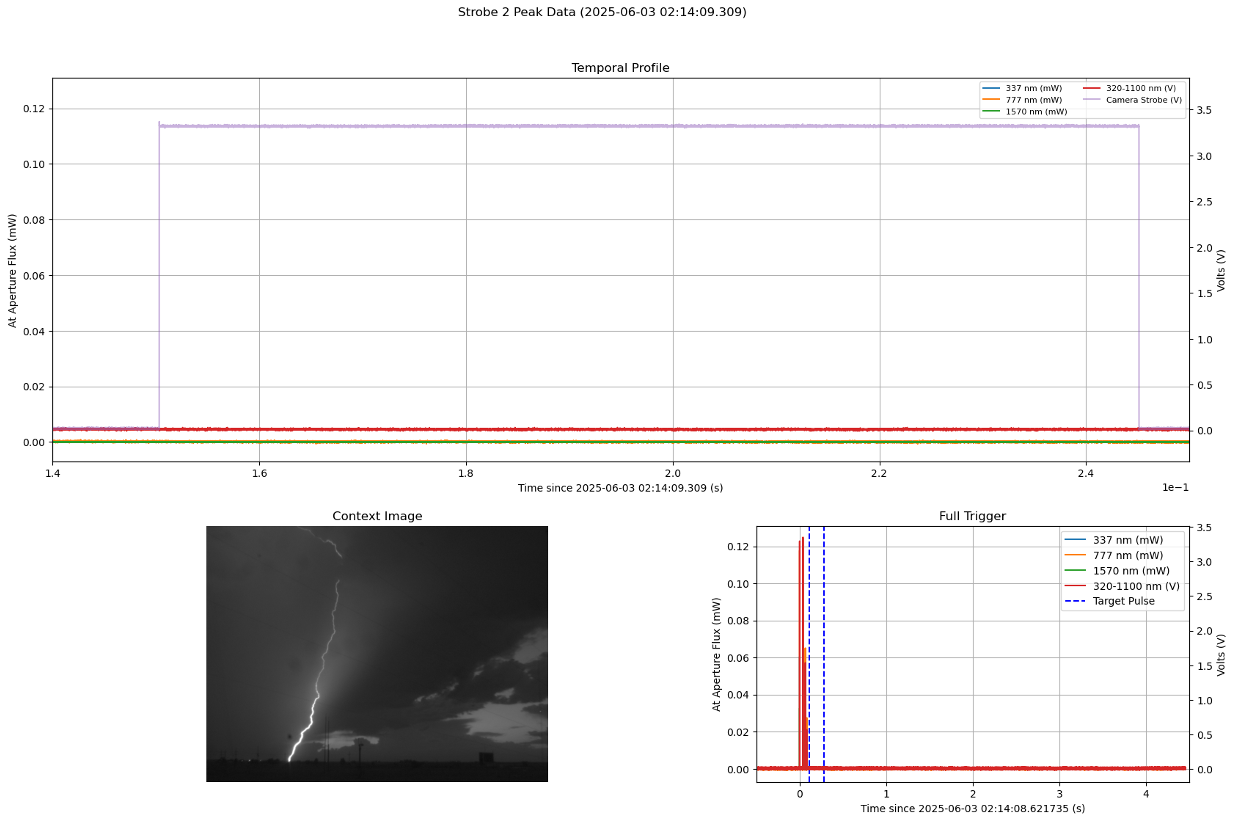 Strobe 2 Peak Data (2025-06-03 02:14:09.309)
Temporal Profile
337 nm (mW)
777 nm (mW)
1570 nm (mW)
320-1100 nm (V)
Camera Strobe (V)
At Aperture Flux (mW)
0.12
0.10
0.08
0.06
0.04
0.02
0.00
3.5
3.0
2.5
2.0
1.5
1.0
0.5
0.0
Volts (V)
1.4 1.6 1.8 2.0 2.2 2.4
1e−1
Time since 2025-06-03 02:14:09.309 (s)
Context Image
Full Trigger
337 nm (mW)
777 nm (mW)
1570 nm (mW)
320-1100 nm (V)
Target Pulse
At Aperture Flux (mW)
0.12
0.10
0.08
0.06
0.04
0.02
0.00
3.5
3.0
2.5
2.0
1.5
1.0
0.5
0.0
Volts (V)
0 1 2 3 4
Time since 2025-06-03 02:14:08.621735 (s)